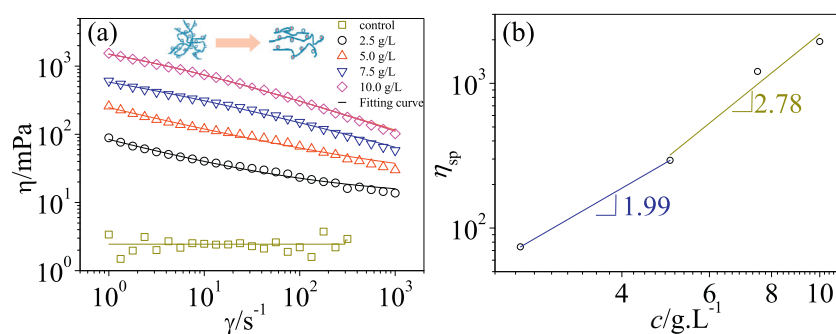 (a)
control
2.5 g/L
5.0 g/L
7.5 g/L
10.0 g/L
Fitting curve
η/mPa
10³
10²
10¹
10⁰
10⁰
10¹
10²
10³
γ/s⁻¹
(b)
η_sp
10³
10²
2.78
1.99
4
6
8
10
c/g.L⁻¹